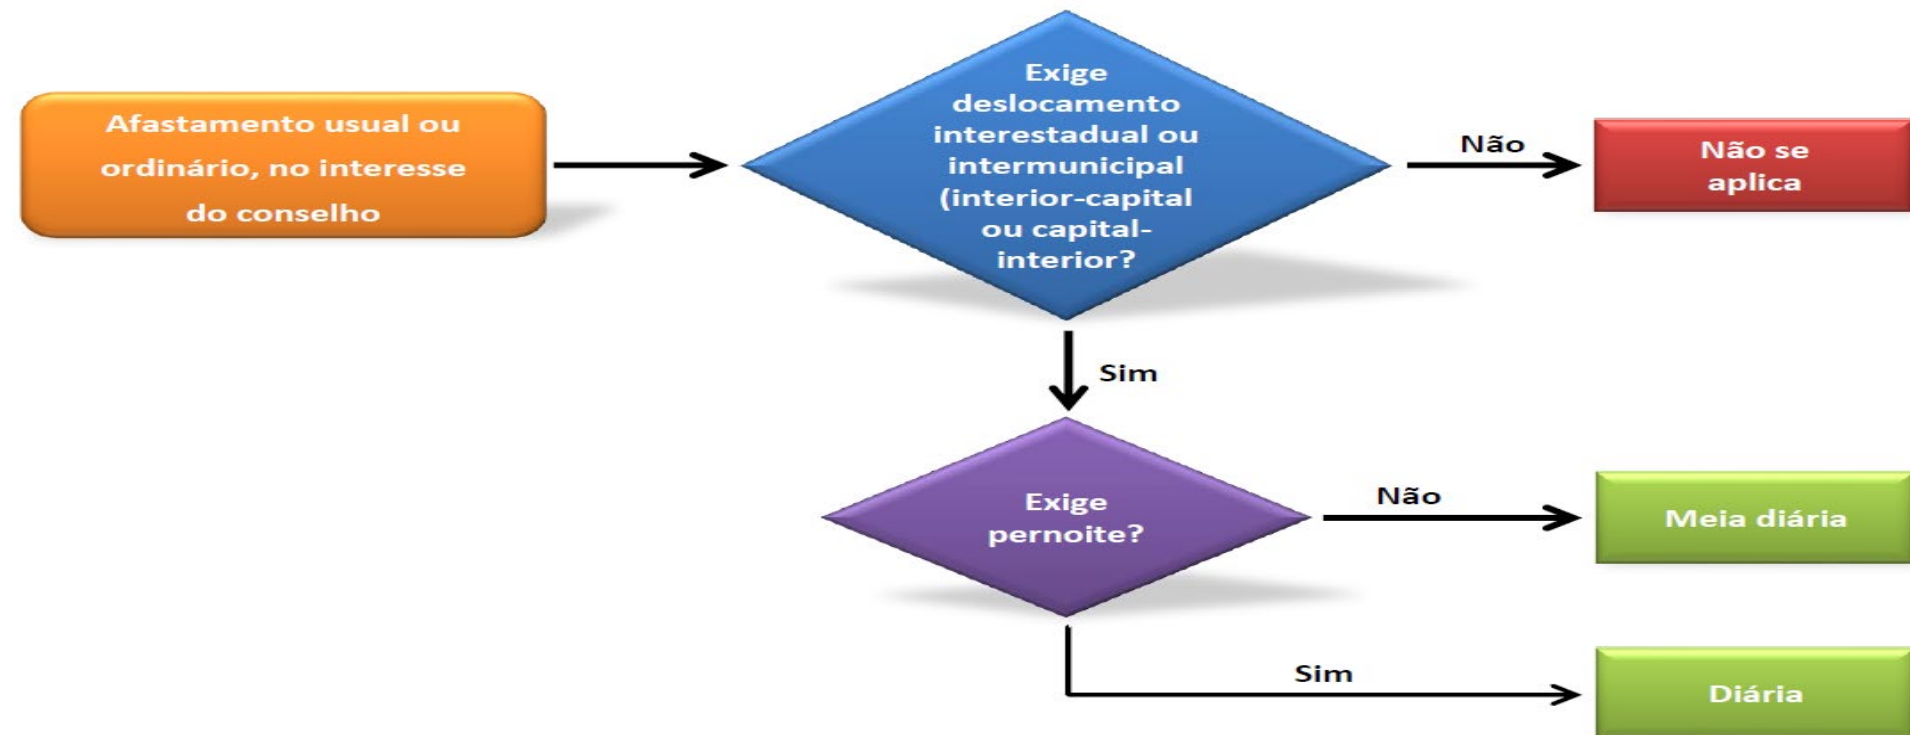 Afastamento usual ou
ordinário, no interesse
do conselho
Exige
deslocamento
interestadual ou
intermunicipal
(interior-capital
ou capital-
interior?
Não
Não se
aplica
Sim
Exige
pernoite?
Não
Meia diária
Sim
Diária